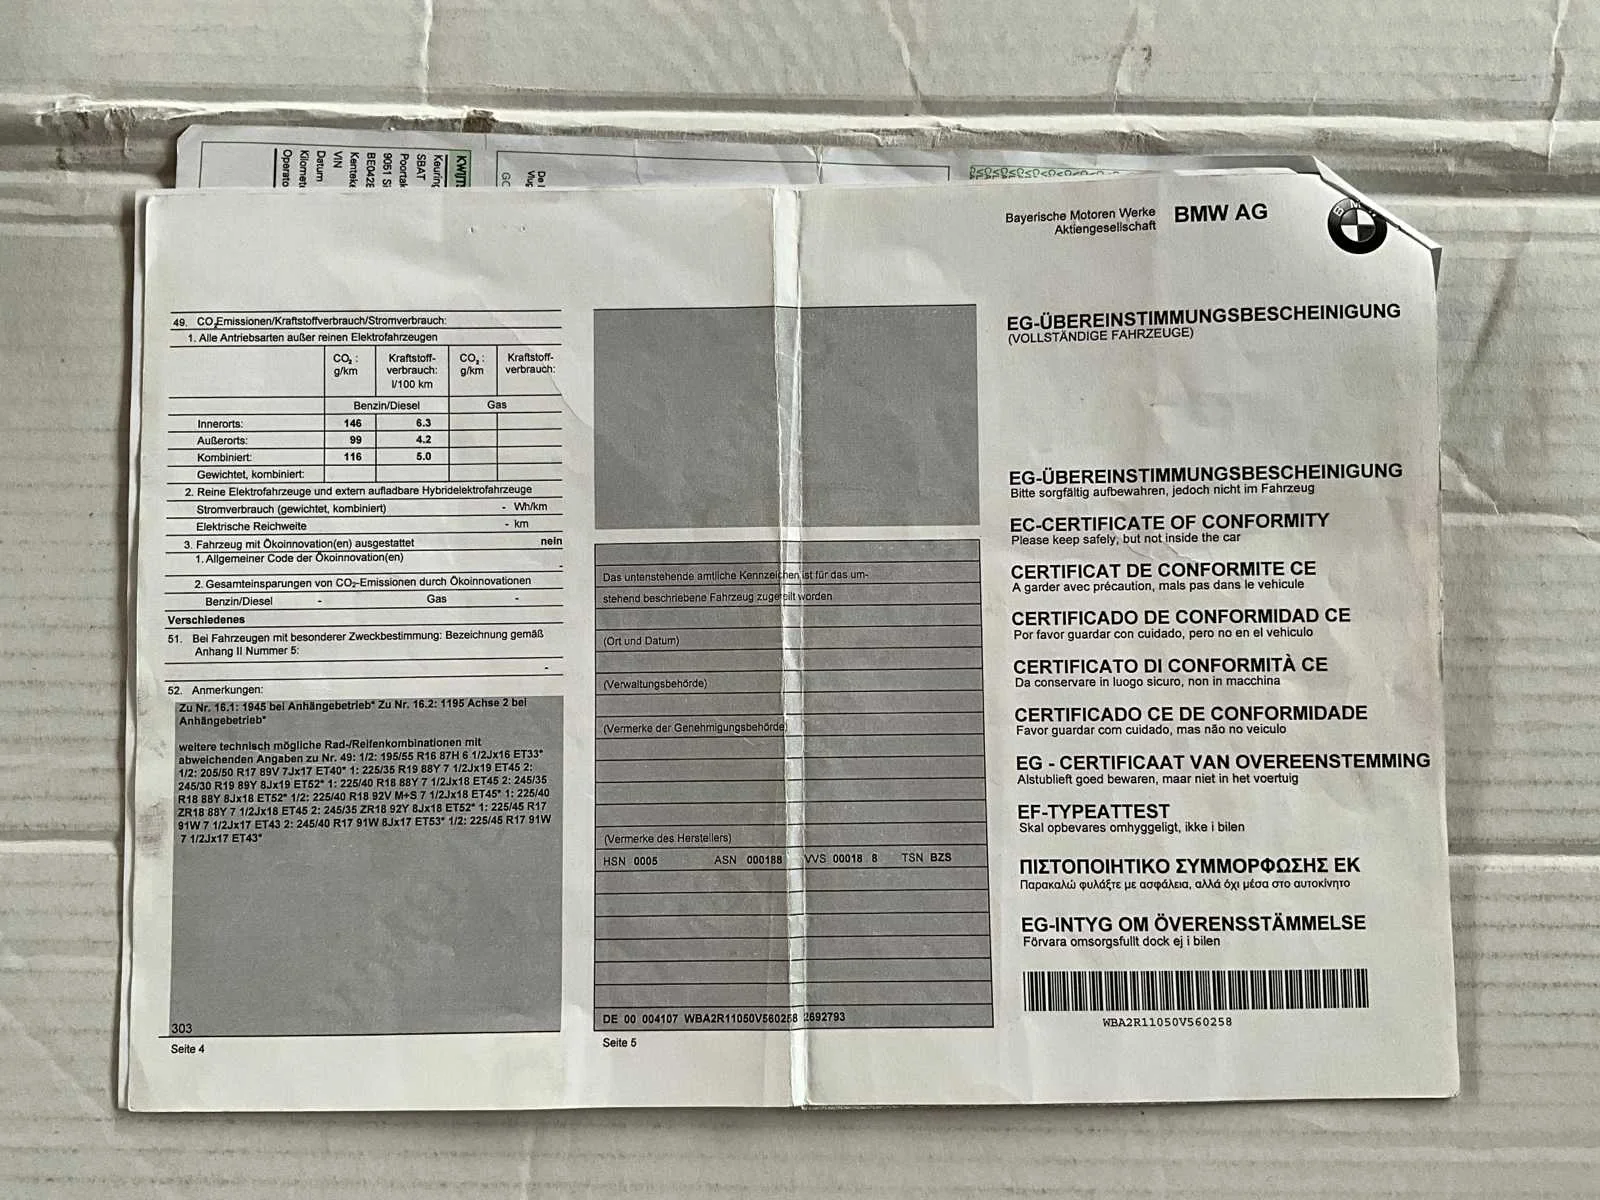 KWIJT
Keuring
SBAT
9051
VIN
Datum
De
GC
Bayerische Motoren Werke
Aktiengesellschaft
BMW AG
49. CO₂Emissionen/Kraftstoffverbrauch/Stromverbrauch:
1. Alle Antriebsarten außer reinen Elektrofahrzeugen
CO₂ : g/km Kraftstoff-verbrauch: l/100 km CO₂ : g/km Kraftstoff-verbrauch:
Benzin/Diesel Gas
Innerorts: 146 6.3
Außerorts: 99 4.2
Kombiniert: 116 5.0
Gewichtet, kombiniert:
2. Reine Elektrofahrzeuge und extern aufladbare Hybridelektrofahrzeuge
Stromverbrauch (gewichtet, kombiniert) - Wh/km
Elektrische Reichweite - km
3. Fahrzeug mit Ökoinnovation(en) ausgestattet nein
1. Allgemeiner Code der Ökoinnovation(en) -
2. Gesamteinsparungen von CO₂-Emissionen durch Ökoinnovationen
Benzin/Diesel - Gas -
Verschiedenes
51. Bei Fahrzeugen mit besonderer Zweckbestimmung: Bezeichnung gemäß
Anhang II Nummer 5:
-
52. Anmerkungen:
Zu Nr. 16.1: 1945 bei Anhängebetrieb* Zu Nr. 16.2: 1195 Achse 2 bei
Anhängebetrieb*
weitere technisch mögliche Rad-/Reifenkombinationen mit
abweichenden Angaben zu Nr. 49: 1/2: 195/55 R16 87H 6 1/2Jx16 ET33*
1/2: 205/50 R17 89V 7Jx17 ET40* 1: 225/35 R19 88Y 7 1/2Jx19 ET45 2:
245/30 R19 89Y 8Jx19 ET52* 1: 225/40 R18 88Y 7 1/2Jx18 ET45 2: 245/35
R18 88Y 8Jx18 ET52* 1/2: 225/40 R18 92V M+S 7 1/2Jx18 ET45* 1: 225/40
ZR18 88Y 7 1/2Jx18 ET45 2: 245/35 ZR18 92Y 8Jx18 ET52* 1: 225/45 R17
91W 7 1/2Jx17 ET43 2: 245/40 R17 91W 8Jx17 ET53* 1/2: 225/45 R17 91W
7 1/2Jx17 ET43*
303
Seite 4
Das untenstehende amtliche Kennzeichen ist für das um-
stehend beschriebene Fahrzeug zugeteilt worden
(Ort und Datum)
(Verwaltungsbehörde)
(Vermerke der Genehmigungsbehörde)
(Vermerke des Herstellers)
HSN 0005 ASN 000188 VVS 00018 8 TSN BZS
DE 00 004107 WBA2R11050V560258 2692793
Seite 5
EG-ÜBEREINSTIMMUNGSBESCHEINIGUNG
(VOLLSTÄNDIGE FAHRZEUGE)
EG-ÜBEREINSTIMMUNGSBESCHEINIGUNG
Bitte sorgfältig aufbewahren, jedoch nicht im Fahrzeug
EC-CERTIFICATE OF CONFORMITY
Please keep safely, but not inside the car
CERTIFICAT DE CONFORMITE CE
A garder avec précaution, mais pas dans le vehicule
CERTIFICADO DE CONFORMIDAD CE
Por favor guardar con cuidado, pero no en el vehiculo
CERTIFICATO DI CONFORMITÀ CE
Da conservare in luogo sicuro, non in macchina
CERTIFICADO CE DE CONFORMIDADE
Favor guardar com cuidado, mas não no veiculo
EG - CERTIFICAAT VAN OVEREENSTEMMING
Alstublieft goed bewaren, maar niet in het voertuig
EF-TYPEATTEST
Skal opbevares omhyggeligt, ikke i bilen
ΠΙΣΤΟΠΟΙΗΤΙΚΟ ΣΥΜΜΟΡΦΩΣΗΣ ΕΚ
Παρακαλώ φυλάξτε με ασφάλεια, αλλά όχι μέσα στο αυτοκίνητο
EG-INTYG OM ÖVERENSSTÄMMELSE
Förvara omsorgsfullt dock ej i bilen
WBA2R11050V560258